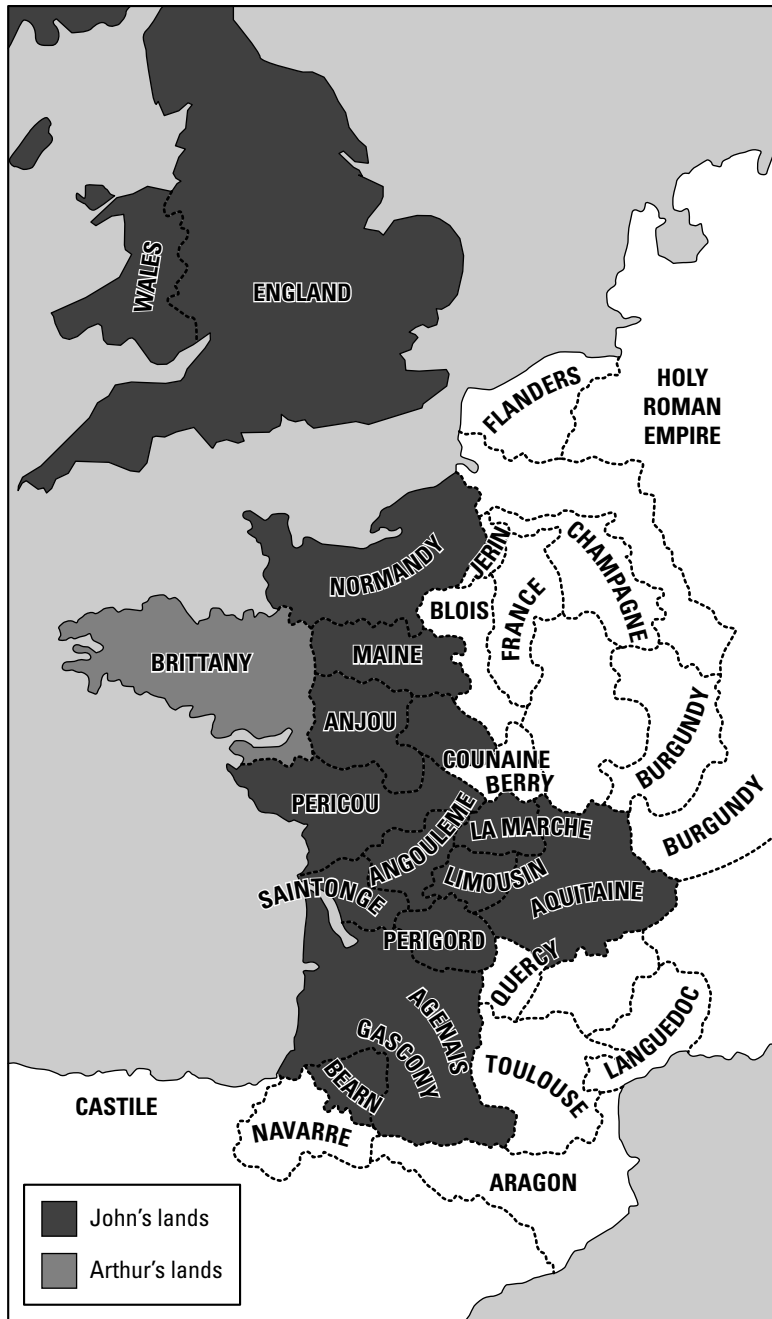 WALES
ENGLAND
FLANDERS
HOLY
ROMAN
EMPIRE
NORMANDY
JERIN
CHAMPAGNE
BLOIS
FRANCE
BRITTANY
MAINE
ANJOU
COUNAINE
BERRY
BURGUNDY
PERICOU
ANGOULEME
LA MARCHE
BURGUNDY
SAINTONGE
LIMOUSIN
AQUITAINE
PERIGORD
QUERCY
AGENAIS
GASCONY
LANGUEDOC
BEARN
TOULOUSE
CASTILE
NAVARRE
ARAGON
John's lands
Arthur's lands